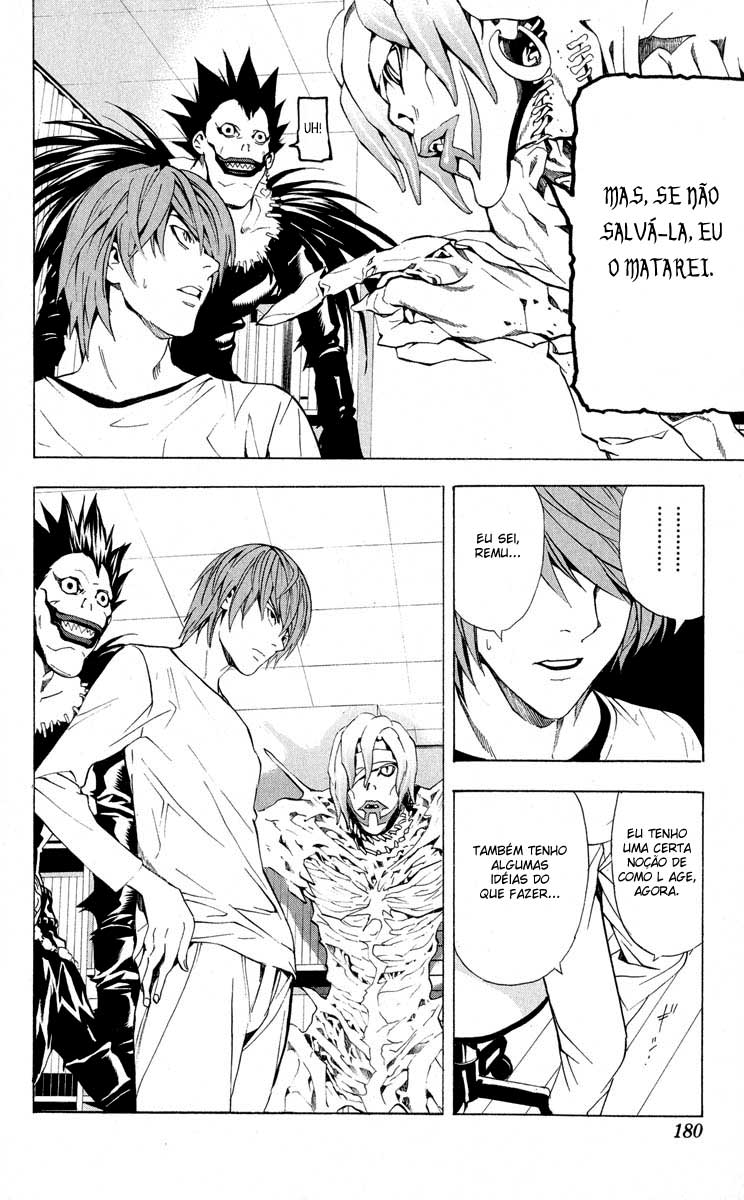 MAS, SE NÃO
SALVÁ-LA, EU
O MATAREI.
UH!
.........
EU SEI,
REMU...
EU TENHO
UMA CERTA
NOÇÃO DE
COMO L AGE,
AGORA.
TAMBÉM TENHO
ALGUMAS
IDÉIAS DO
QUE FAZER...
180